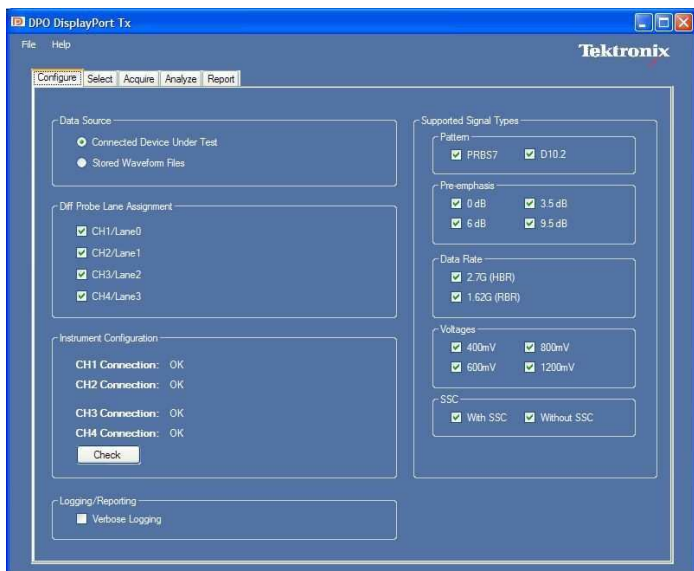 DPO DisplayPort Tx
File Help
Tektronix
Configure Select Acquire Analyze Report
Data Source
Connected Device Under Test
Stored Waveform Files
Diff Probe Lane Assignment
CH1/Lane0
CH2/Lane1
CH3/Lane2
CH4/Lane3
Instrument Configuration
CH1 Connection: OK
CH2 Connection: OK
CH3 Connection: OK
CH4 Connection: OK
Check
Logging/Reporting
Verbose Logging
Supported Signal Types
Pattern
PRBS7 D10.2
Pre-emphasis
0 dB 3.5 dB
6 dB 9.5 dB
Data Rate
2.7G (HBR)
1.62G (RBR)
Voltages
400mV 800mV
600mV 1200mV
SSC
With SSC Without SSC